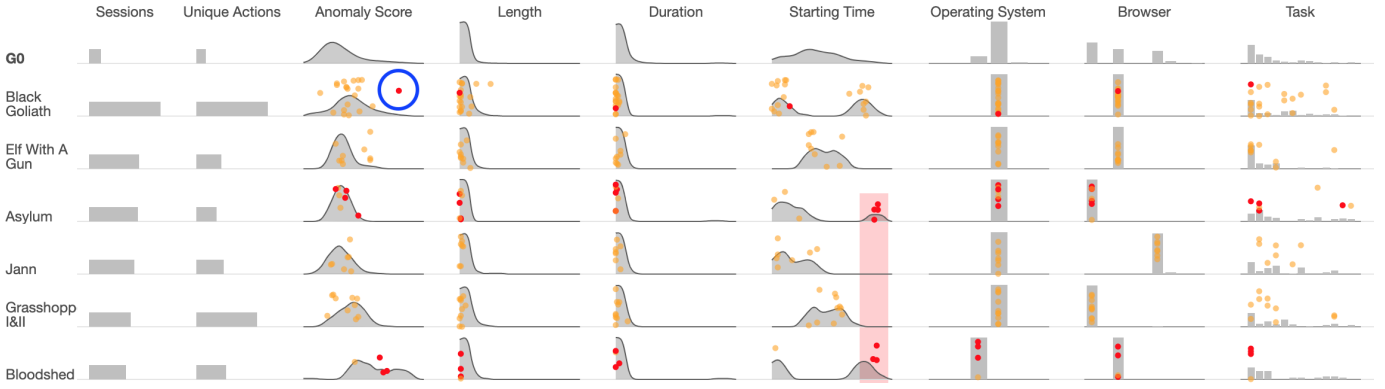 Sessions Unique Actions Anomaly Score Length Duration Starting Time Operating System Browser Task
G0
Black
Goliath
Elf With A
Gun
Asylum
Jann
Grasshopp
I&II
Bloodshed